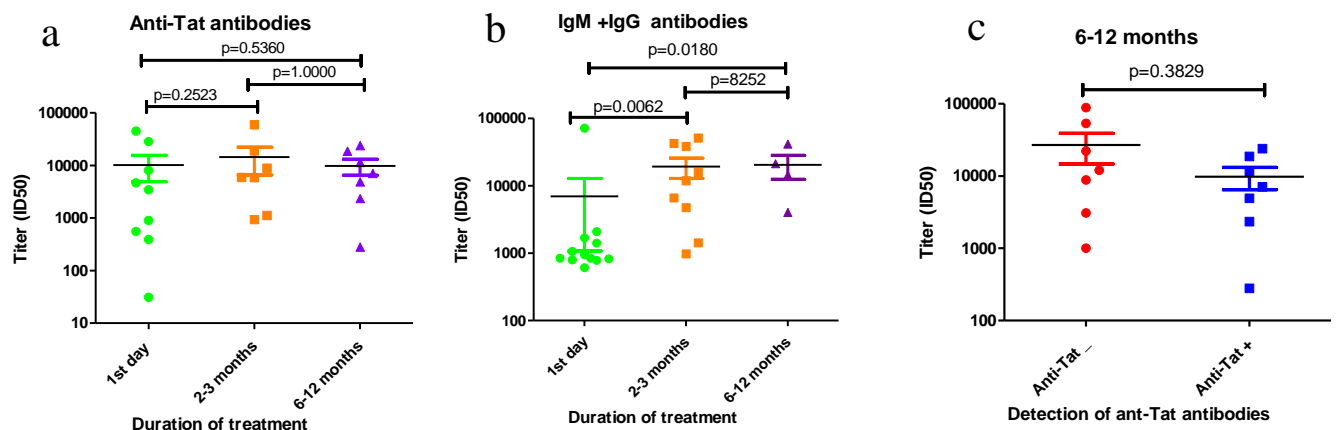 a
Anti-Tat antibodies
p=0.5360
p=1.0000
p=0.2523
100000
10000
1000
100
10
Titer (ID50)
1st day
2-3 months
6-12 months
Duration of treatment
b
IgM +IgG antibodies
p=0.0180
p=8252
p=0.0062
100000
10000
1000
100
Titer (ID50)
1st day
2-3 months
6-12 months
Duration of treatment
c
6-12 months
p=0.3829
100000
10000
1000
100
Titer (ID50)
Anti-Tat _
Anti-Tat +
Detection of ant-Tat antibodies